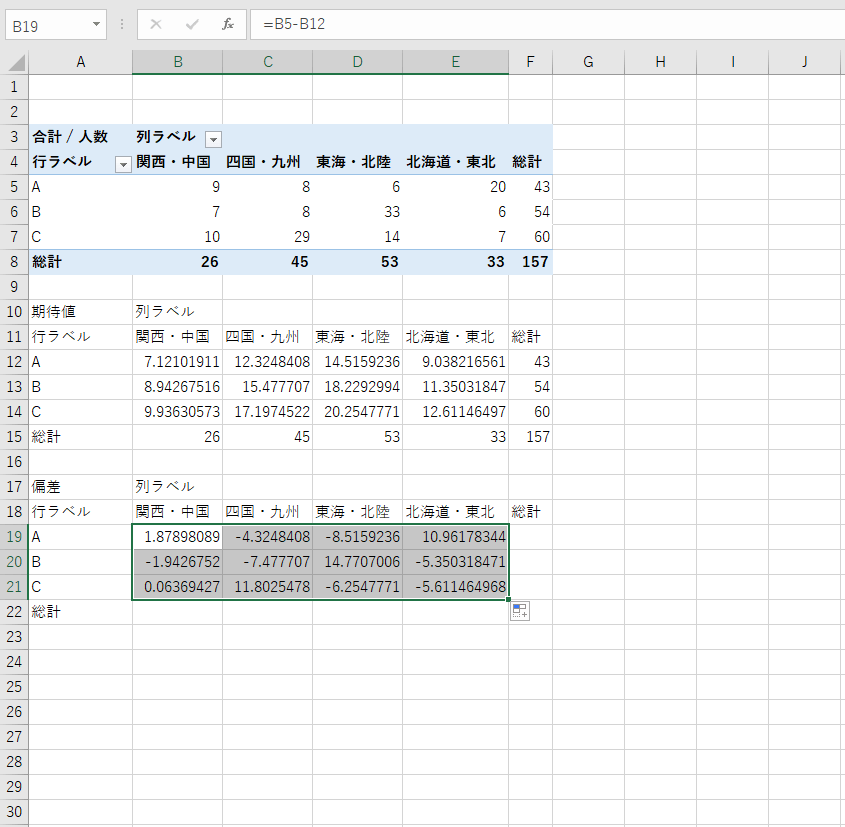 B19 =B5-B12
A B C D E F G H I J
1
2
3 合計 / 人数 列ラベル
4 行ラベル 関西・中国 四国・九州 東海・北陸 北海道・東北 総計
5 A 9 8 6 20 43
6 B 7 8 33 6 54
7 C 10 29 14 7 60
8 総計 26 45 53 33 157
9
10 期待値 列ラベル
11 行ラベル 関西・中国 四国・九州 東海・北陸 北海道・東北 総計
12 A 7.12101911 12.3248408 14.5159236 9.038216561 43
13 B 8.94267516 15.477707 18.2292994 11.35031847 54
14 C 9.93630573 17.1974522 20.2547771 12.61146497 60
15 総計 26 45 53 33 157
16
17 偏差 列ラベル
18 行ラベル 関西・中国 四国・九州 東海・北陸 北海道・東北 総計
19 A 1.87898089 -4.3248408 -8.5159236 10.96178344
20 B -1.9426752 -7.477707 14.7707006 -5.350318471
21 C 0.06369427 11.8025478 -6.2547771 -5.611464968
22 総計
23
24
25
26
27
28
29
30